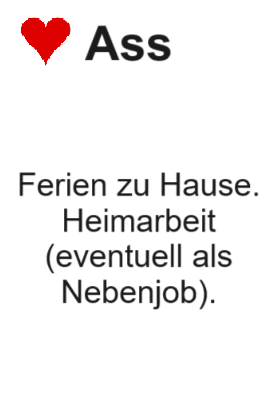 Ass
Ferien zu Hause.
Heimarbeit
(eventuell als
Nebenjob).